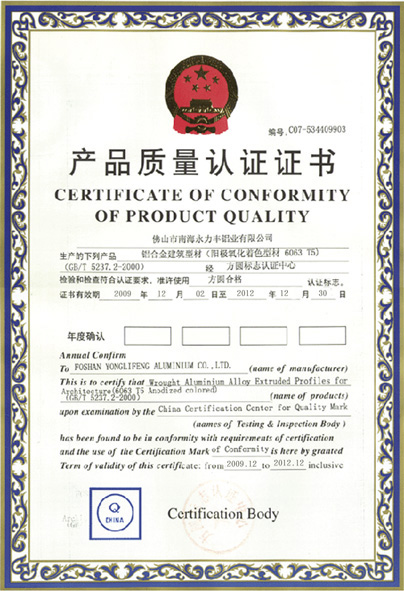 编号 C07-534409903
产品质量认证证书
CERTIFICATE OF CONFORMITY
OF PRODUCT QUALITY
佛山市南海永力丰铝业有限公司
生产的下列产品 铝合金建筑型材(阳极氧化着色型材 6063 T5)
(GB/T 5237.2-2000) 经 方圆标志认证中心
检验和检查符合认证要求,准许使用 方圆合格 认证标志。
证书有效期 2009 年 12 月 02 日至 2012 年 12 月 30 日
年度确认
Annual Confirm
To FOSHAN YONGLIFENG ALUMINIUM CO.,LTD. (name of manufacturer)
This is to certify that Wrought Aluminium Alloy Extruded Profiles for
Architecture(6063 T5 Anodized colored)
(GB/T 5237.2-2000) (name of products)
upon examination by the China Certification Center for Quality Mark
(names of Testing & Inspection Body )
has been found to be in conformity with requirements of certification
and the use of the Certification Mark of Conformity is here by granted
Term of validity of this certificate: from 2009.12 to 2012.12 inclusive
Q
CHINA
Certification Body